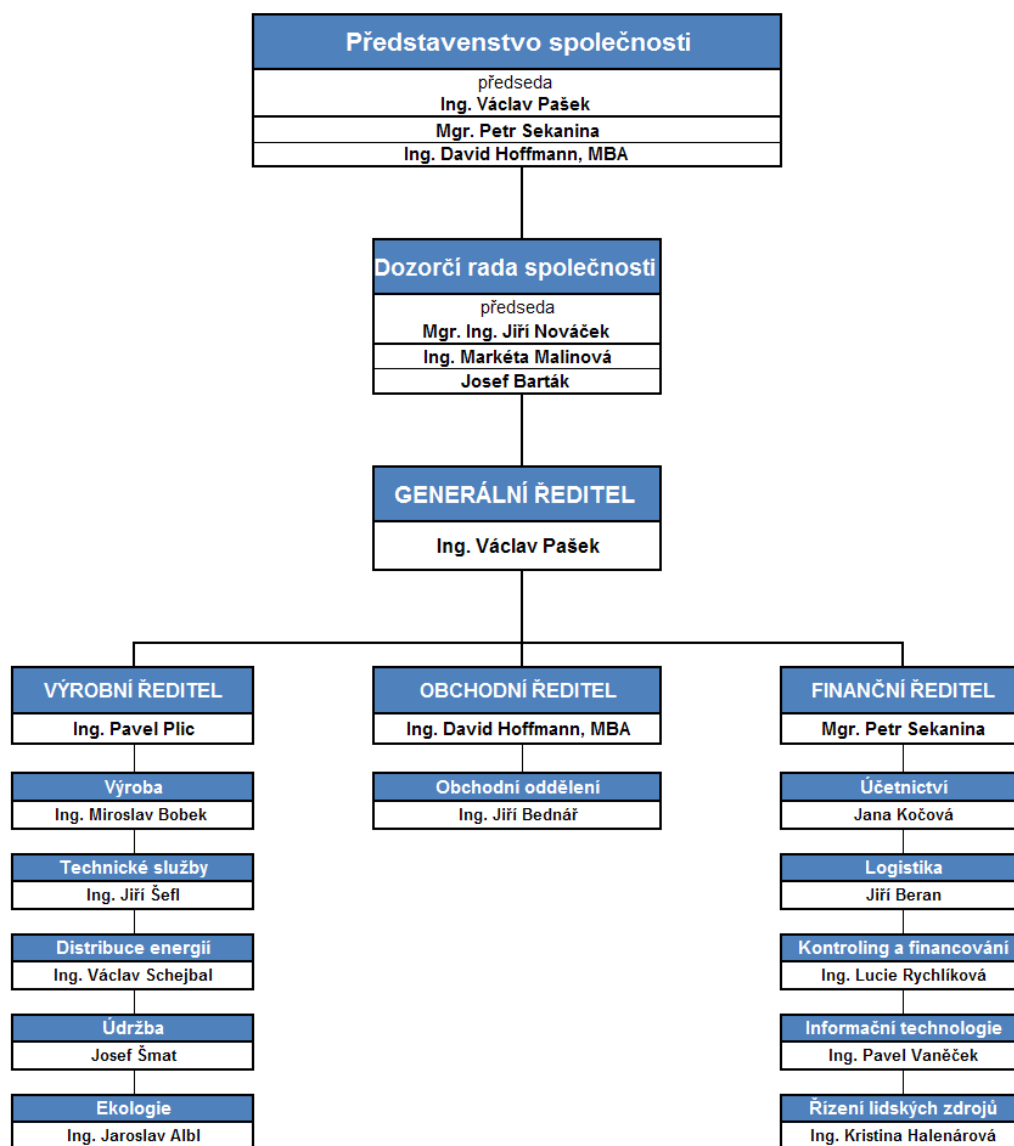 Představenstvo společnosti
předseda
Ing. Václav Pašek
Mgr. Petr Sekanina
Ing. David Hoffmann, MBA
Dozorčí rada společnosti
předseda
Mgr. Ing. Jiří Nováček
Ing. Markéta Malinová
Josef Barták
GENERÁLNÍ ŘEDITEL
Ing. Václav Pašek
VÝROBNÍ ŘEDITEL
Ing. Pavel Plic
Výroba
Ing. Miroslav Bobek
Technické služby
Ing. Jiří Šefl
Distribuce energií
Ing. Václav Schejbal
Údržba
Josef Šmat
Ekologie
Ing. Jaroslav Albl
OBCHODNÍ ŘEDITEL
Ing. David Hoffmann, MBA
Obchodní oddělení
Ing. Jiří Bednář
FINANČNÍ ŘEDITEL
Mgr. Petr Sekanina
Účetnictví
Jana Kočová
Logistika
Jiří Beran
Kontroling a financování
Ing. Lucie Rychlíková
Informační technologie
Ing. Pavel Vaněček
Řízení lidských zdrojů
Ing. Kristina Halenárová